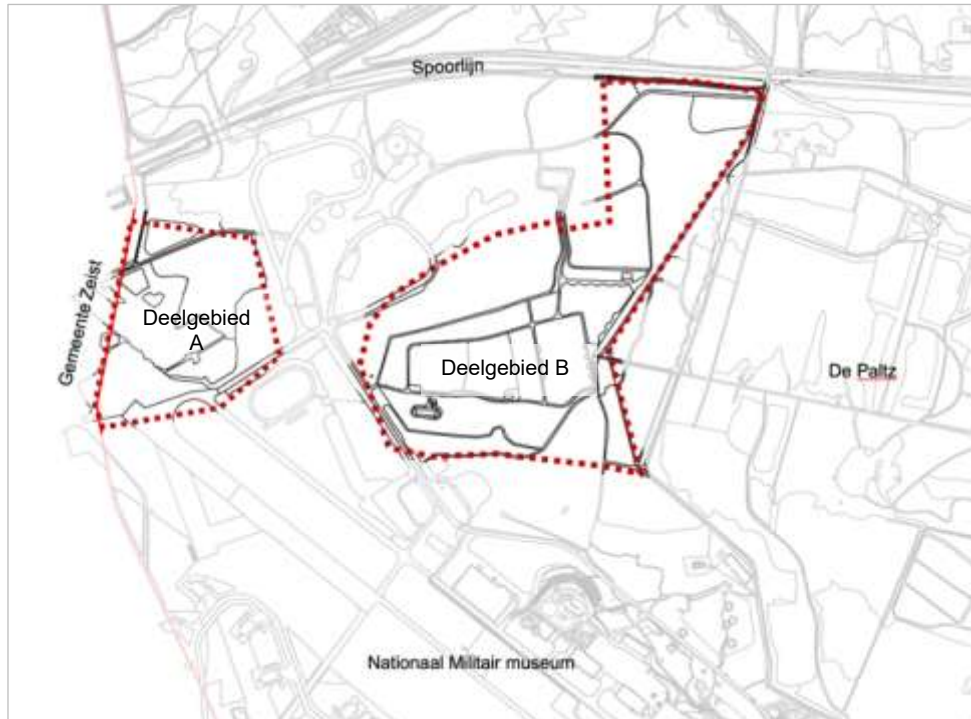 Spoorlijn
Gemeente Zeist
Deelgebied
A
Deelgebied B
De Paltz
Nationaal Militair museum